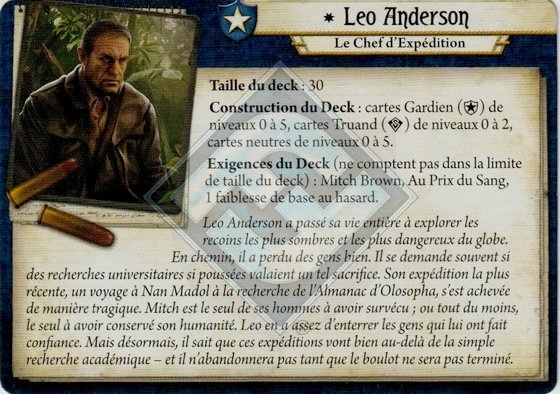 Leo Anderson
Le Chef d'Expédition
Taille du deck : 30
Construction du Deck : cartes Gardien () de
niveaux 0 à 5, cartes Truand () de niveaux 0 à 2,
cartes neutres de niveaux 0 à 5.
Exigences du Deck (ne comptent pas dans la limite
de taille du deck) : Mitch Brown, Au Prix du Sang,
1 faiblesse de base au hasard.
Leo Anderson a passé sa vie entière à explorer les
recoins les plus sombres et les plus dangereux du globe.
En chemin, il a perdu des gens bien. Il se demande souvent si
des recherches universitaires si poussées valaient un tel sacrifice. Son expédition la plus
récente, un voyage à Nan Madol à la recherche de l'Almanac d'Olosopha, s'est achevée
de manière tragique. Mitch est le seul de ses hommes à avoir survécu ; ou tout du moins,
le seul à avoir conservé son humanité. Leo en a assez d'enterrer les gens qui lui ont fait
confiance. Mais désormais, il sait que ces expéditions vont bien au-delà de la simple
recherche académique – et il n'abandonnera pas tant que le boulot ne sera pas terminé.